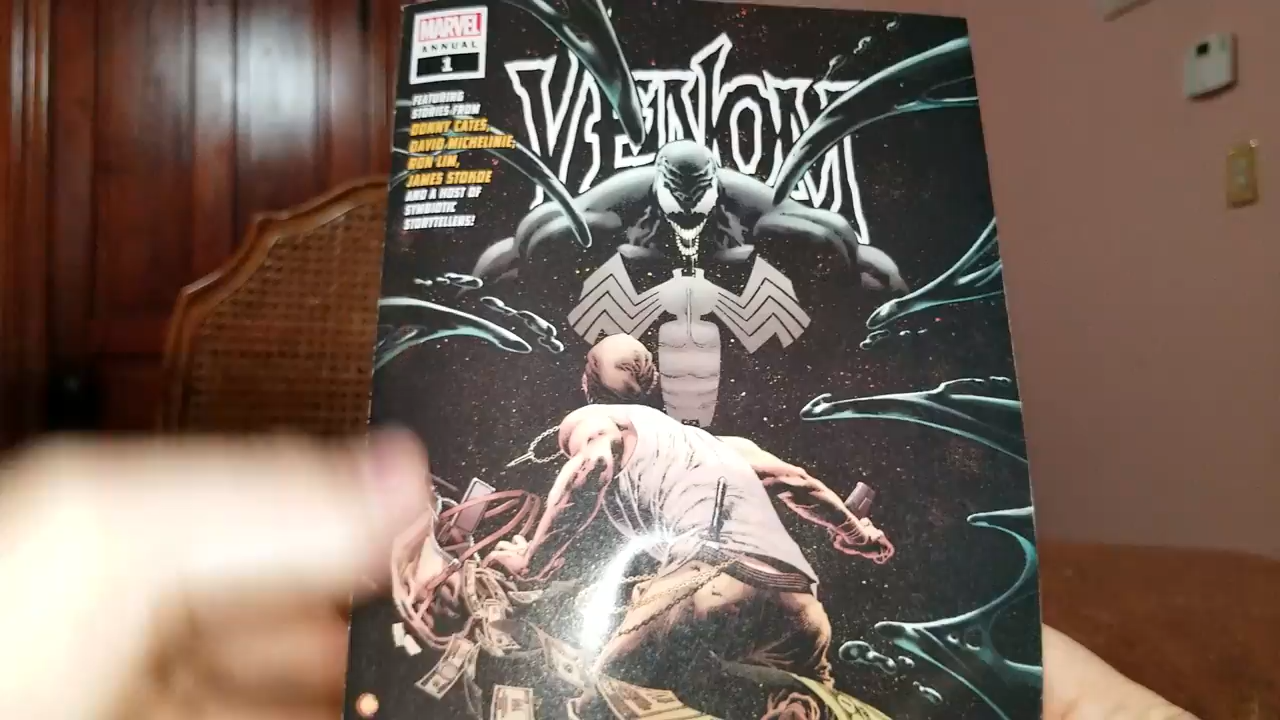 MARVEL
ANNUAL
1
VENOM
FEATURING
STORIES FROM
DONNY CATES,
DAVID MICHELINIE,
RON LIM,
JAMES STOKOE
AND A HOST OF
SYMBIOTIC
STORYTELLERS!